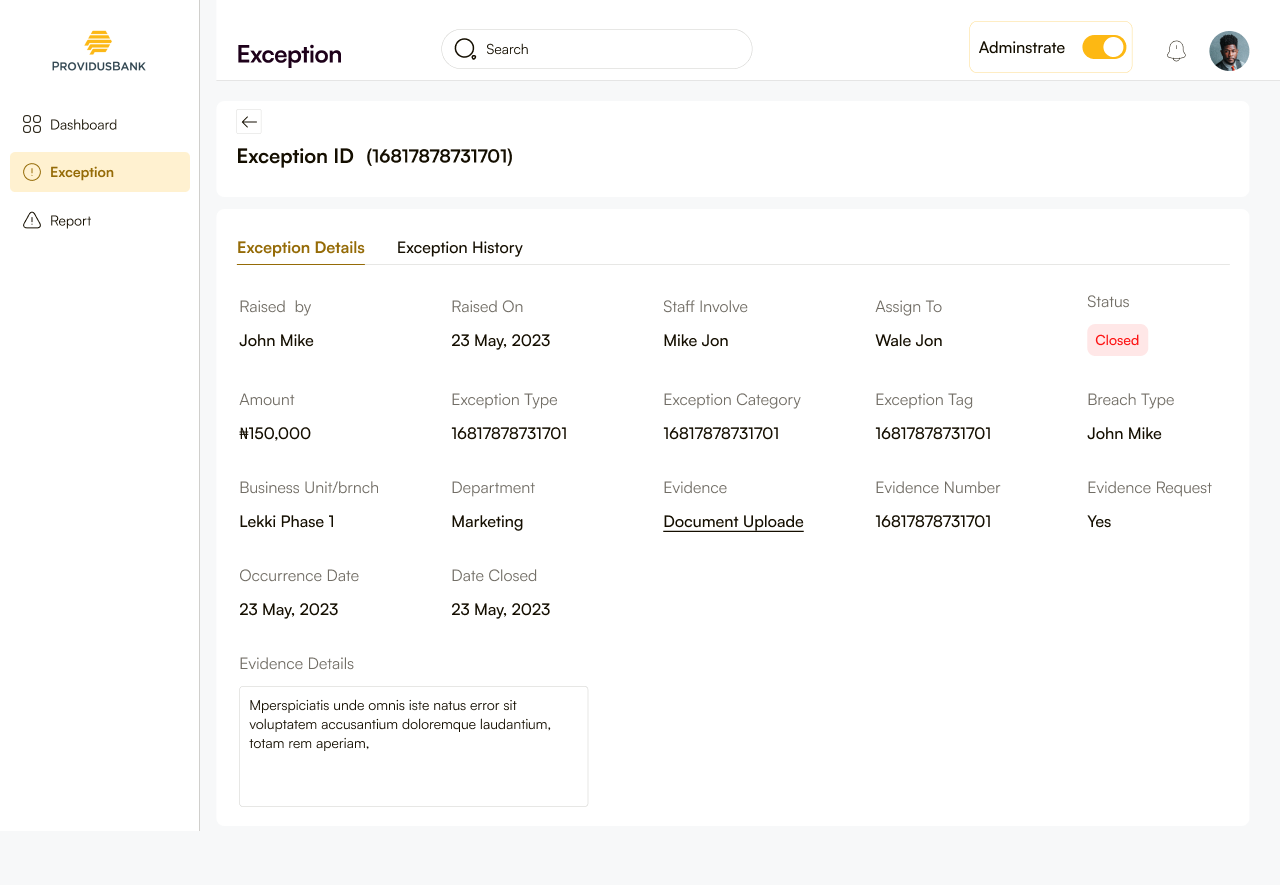 PROVIDUSBANK
Exception
Search
Adminstrate
Dashboard
Exception
Report
Exception ID (16817878731701)
Exception Details Exception History
Raised by Raised On Staff Involve Assign To Status
John Mike 23 May, 2023 Mike Jon Wale Jon Closed
Amount Exception Type Exception Category Exception Tag Breach Type
₦150,000 16817878731701 16817878731701 16817878731701 John Mike
Business Unit/brnch Department Evidence Evidence Number Evidence Request
Lekki Phase 1 Marketing Document Uploade 16817878731701 Yes
Occurrence Date Date Closed
23 May, 2023 23 May, 2023
Evidence Details
Mperspiciatis unde omnis iste natus error sit
voluptatem accusantium doloremque laudantium,
totam rem aperiam,